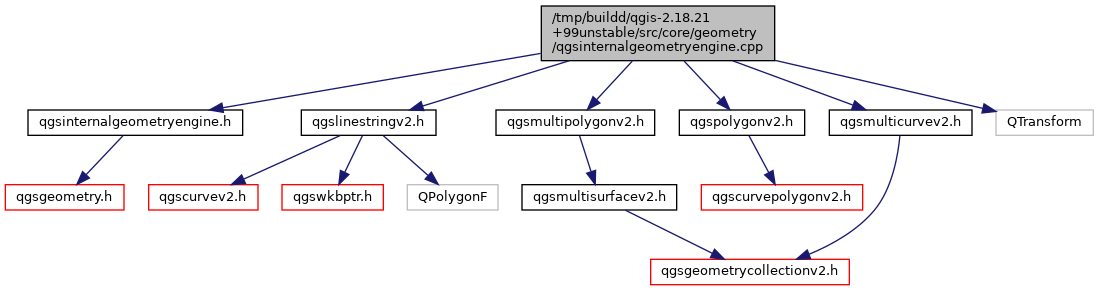 /tmp/buildd/qgis-2.18.21
+99unstable/src/core/geometry
/qgsinternalgeometryengine.cpp
qgsinternalgeometryengine.h
qgslinestringv2.h
qgsmultipolygonv2.h
qgspolygonv2.h
qgsmulticurvev2.h
QTransform
qgsgeometry.h
qgscurvev2.h
qgswkbptr.h
QPolygonF
qgsmultisurfacev2.h
qgscurvepolygonv2.h
qgsgeometrycollectionv2.h